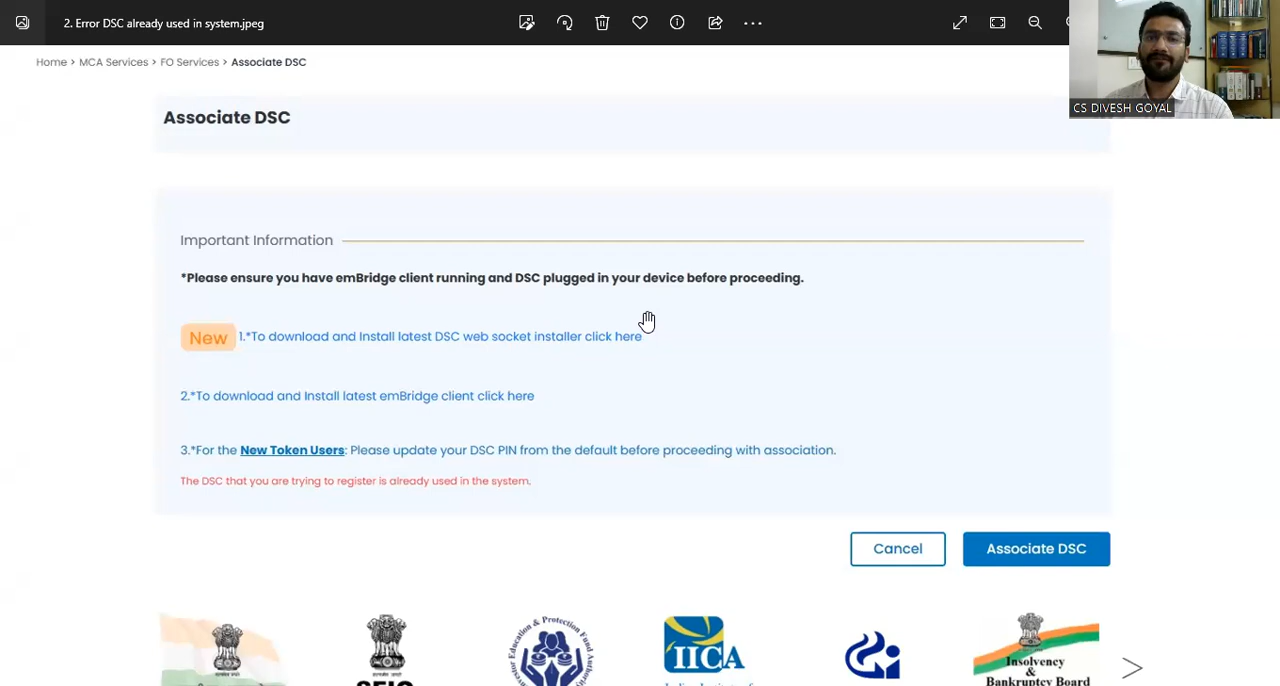 2. Error DSC already used in system.jpeg
CS DIVESH GOYAL
Home > MCA Services > FO Services > Associate DSC
Associate DSC
Important Information
*Please ensure you have emBridge client running and DSC plugged in your device before proceeding.
New 1.*To download and Install latest DSC web socket installer click here
2.*To download and Install latest emBridge client click here
3.*For the New Token Users: Please update your DSC PIN from the default before proceeding with association.
The DSC that you are trying to register is already used in the system.
Cancel Associate DSC
Education & Protection Fund
IICA
Insolvency
&
Bankruptcy Board